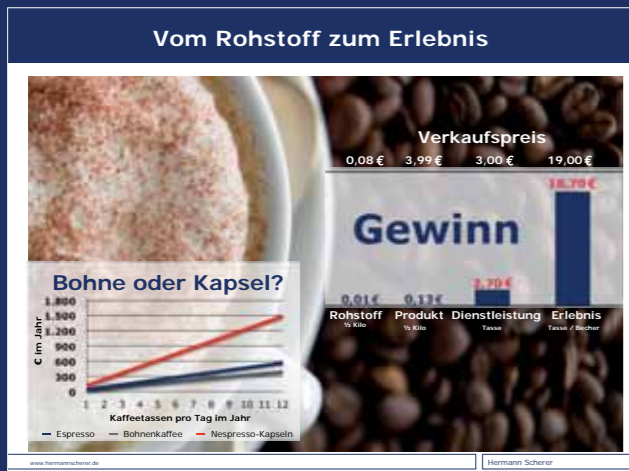 Vom Rohstoff zum Erlebnis
Verkaufspreis
0,08 € 3,99 € 3,00 € 19,00 €
18,70 €
Gewinn
2,70 €
0,01 € 0,13 €
Rohstoff Produkt Dienstleistung Erlebnis
½ Kilo ½ Kilo Tasse Tasse / Becher
Bohne oder Kapsel?
1.800
1.500
1.200
900
600
300
0
€ im Jahr
1 2 3 4 5 6 7 8 9 10 11 12
Kaffeetassen pro Tag im Jahr
Espresso Bohnenkaffee Nespresso-Kapseln
www.hermannscherer.de
Hermann Scherer